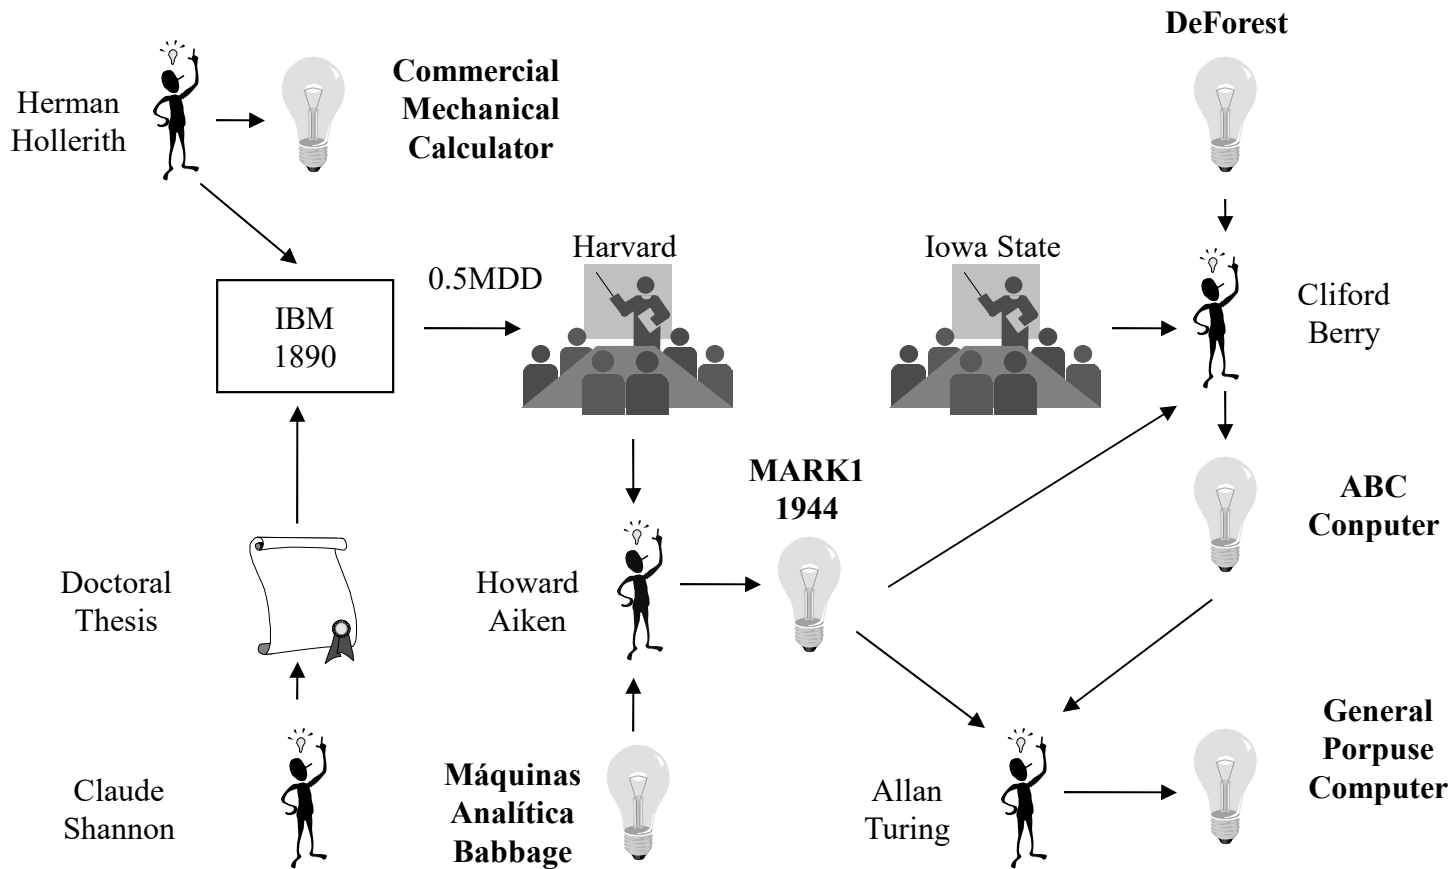 DeForest
Herman
Hollerith
Commercial
Mechanical
Calculator
Harvard
Iowa State
0.5MDD
IBM
1890
Cliford
Berry
MARK1
1944
ABC
Conputer
Doctoral
Thesis
Howard
Aiken
Claude
Shannon
Máquinas
Analítica
Babbage
Allan
Turing
General
Porpuse
Computer